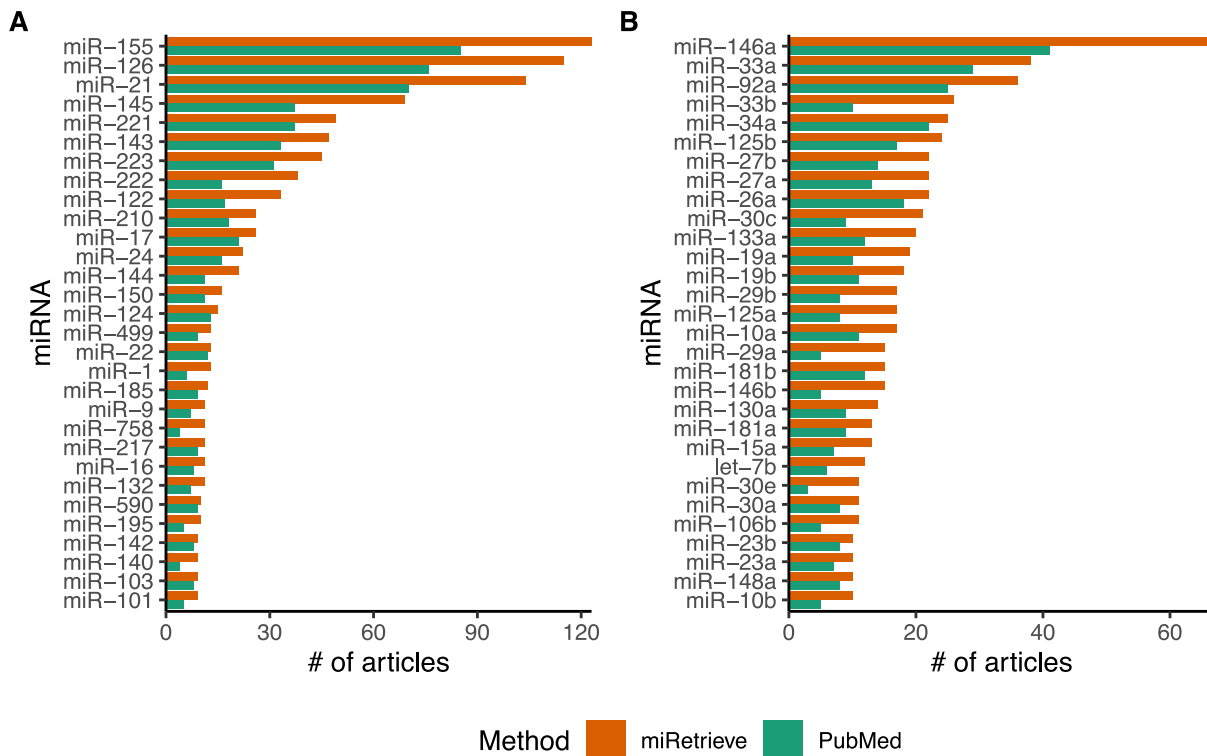 A
miRNA
miR−155
miR−126
miR−21
miR−145
miR−221
miR−143
miR−223
miR−222
miR−122
miR−210
miR−17
miR−24
miR−144
miR−150
miR−124
miR−499
miR−22
miR−1
miR−185
miR−9
miR−758
miR−217
miR−16
miR−132
miR−590
miR−195
miR−142
miR−140
miR−103
miR−101
0 30 60 90 120
# of articles
B
miRNA
miR−146a
miR−33a
miR−92a
miR−33b
miR−34a
miR−125b
miR−27b
miR−27a
miR−26a
miR−30c
miR−133a
miR−19a
miR−19b
miR−29b
miR−125a
miR−10a
miR−29a
miR−181b
miR−146b
miR−130a
miR−181a
miR−15a
let−7b
miR−30e
miR−30a
miR−106b
miR−23b
miR−23a
miR−148a
miR−10b
0 20 40 60
# of articles
Method miRetrieve PubMed